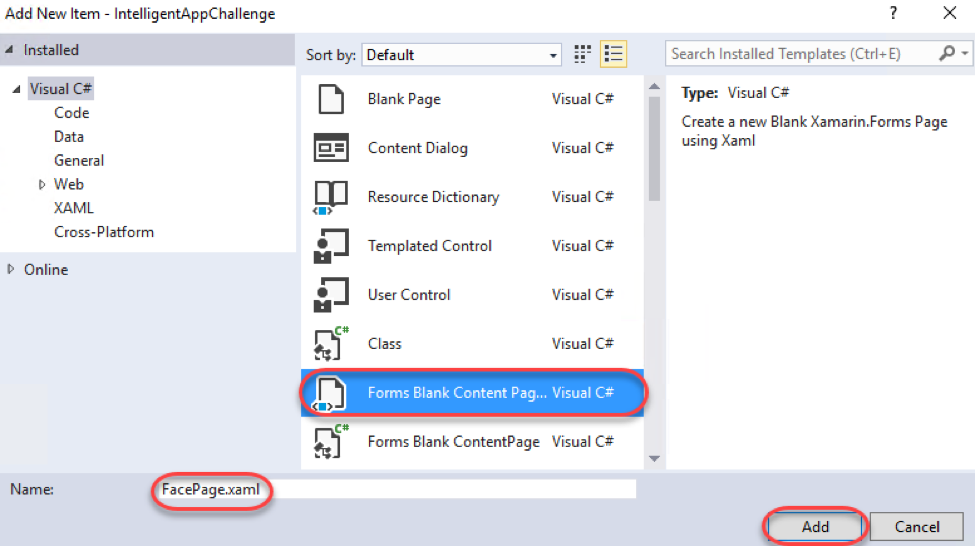 Add New Item - IntelligentAppChallenge
?
Installed
Sort by: Default
Search Installed Templates (Ctrl+E)
Visual C#
Code
Data
General
Web
XAML
Cross-Platform
Online
Blank Page Visual C#
Content Dialog Visual C#
Resource Dictionary Visual C#
Templated Control Visual C#
User Control Visual C#
C#
Class Visual C#
Forms Blank Content Pag... Visual C#
C#
Forms Blank ContentPage Visual C#
Type: Visual C#
Create a new Blank Xamarin.Forms Page
using Xaml
Name: FacePage.xaml
Add Cancel